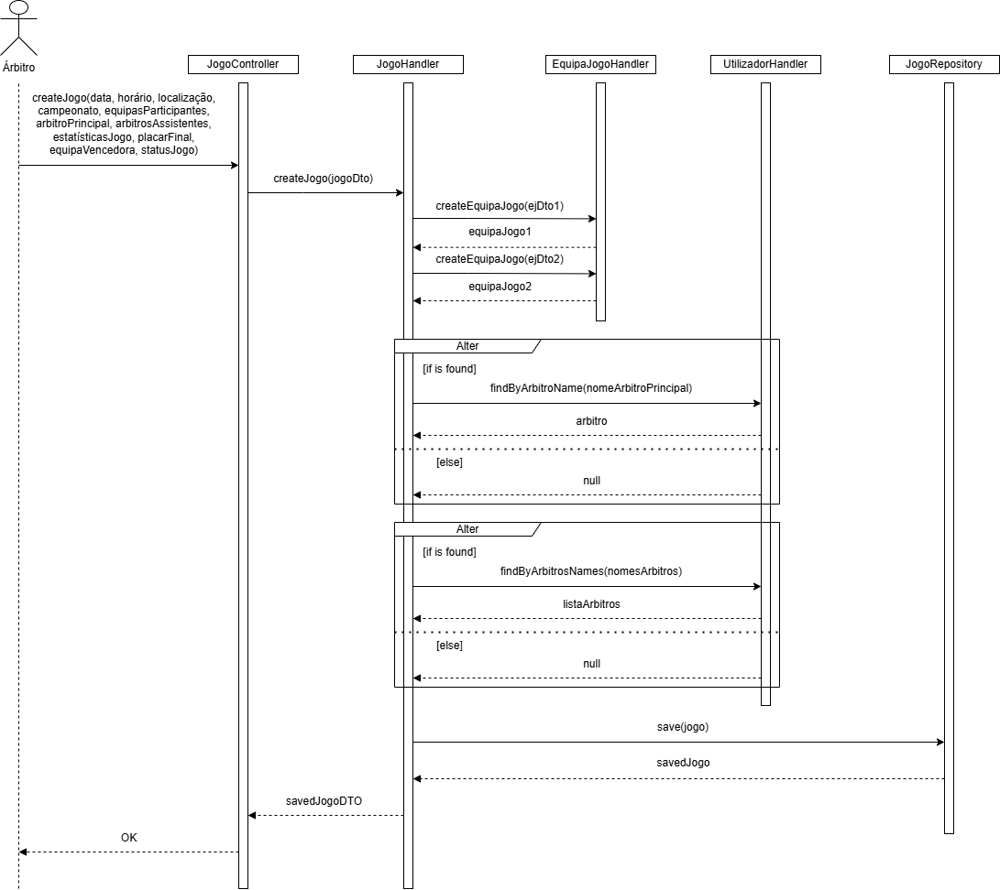 Árbitro
JogoController
JogoHandler
EquipaJogoHandler
UtilizadorHandler
JogoRepository
createJogo(data, horário, localização,
campeonato, equipasParticipantes,
arbitroPrincipal, arbitrosAssistentes,
estatísticasJogo, placarFinal,
equipaVencedora, statusJogo)
createJogo(jogoDto)
createEquipaJogo(ejDto1)
equipaJogo1
createEquipaJogo(ejDto2)
equipaJogo2
Alter
[if is found]
findByArbitroName(nomeArbitroPrincipal)
arbitro
[else]
null
Alter
[if is found]
findByArbitrosNames(nomesArbitros)
listaArbitros
[else]
null
save(jogo)
savedJogo
savedJogoDTO
OK